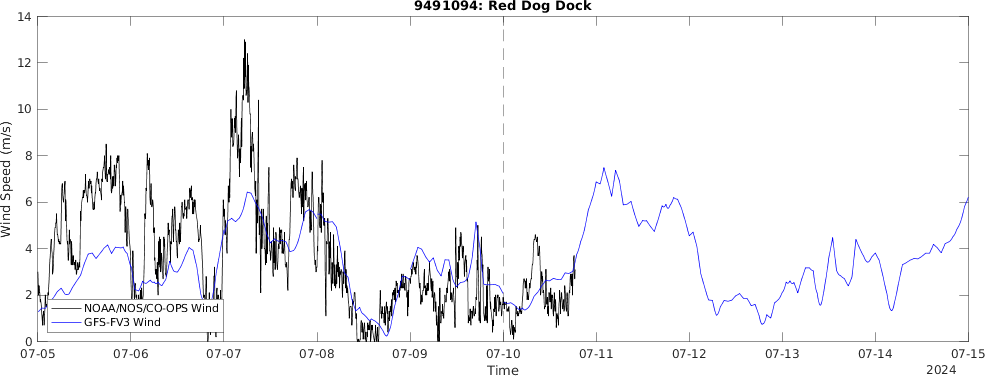 9491094: Red Dog Dock
14
12
10
8
6
4
2
0
Wind Speed (m/s)
NOAA/NOS/CO-OPS Wind
GFS-FV3 Wind
07-05 07-06 07-07 07-08 07-09 07-10 07-11 07-12 07-13 07-14 07-15
Time
2024